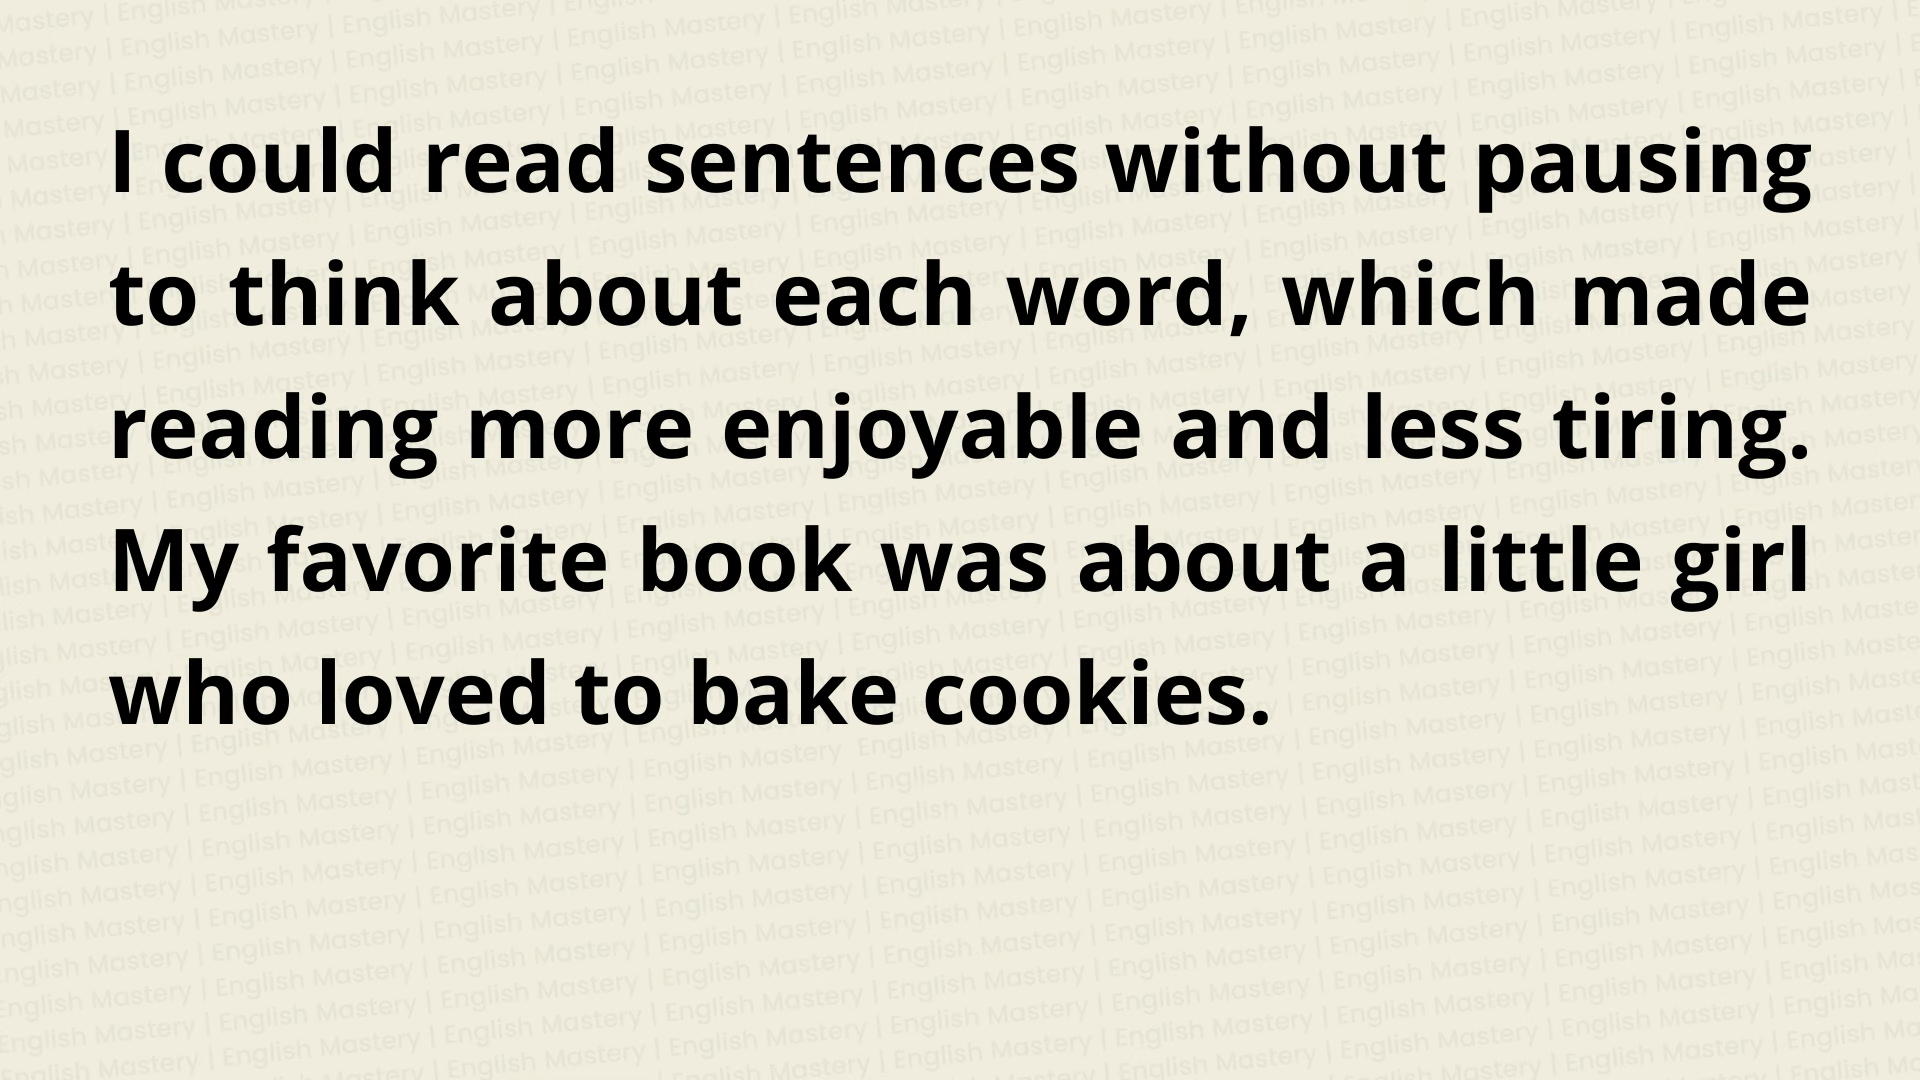 I could read sentences without pausing
to think about each word, which made
reading more enjoyable and less tiring.
My favorite book was about a little girl
who loved to bake cookies.